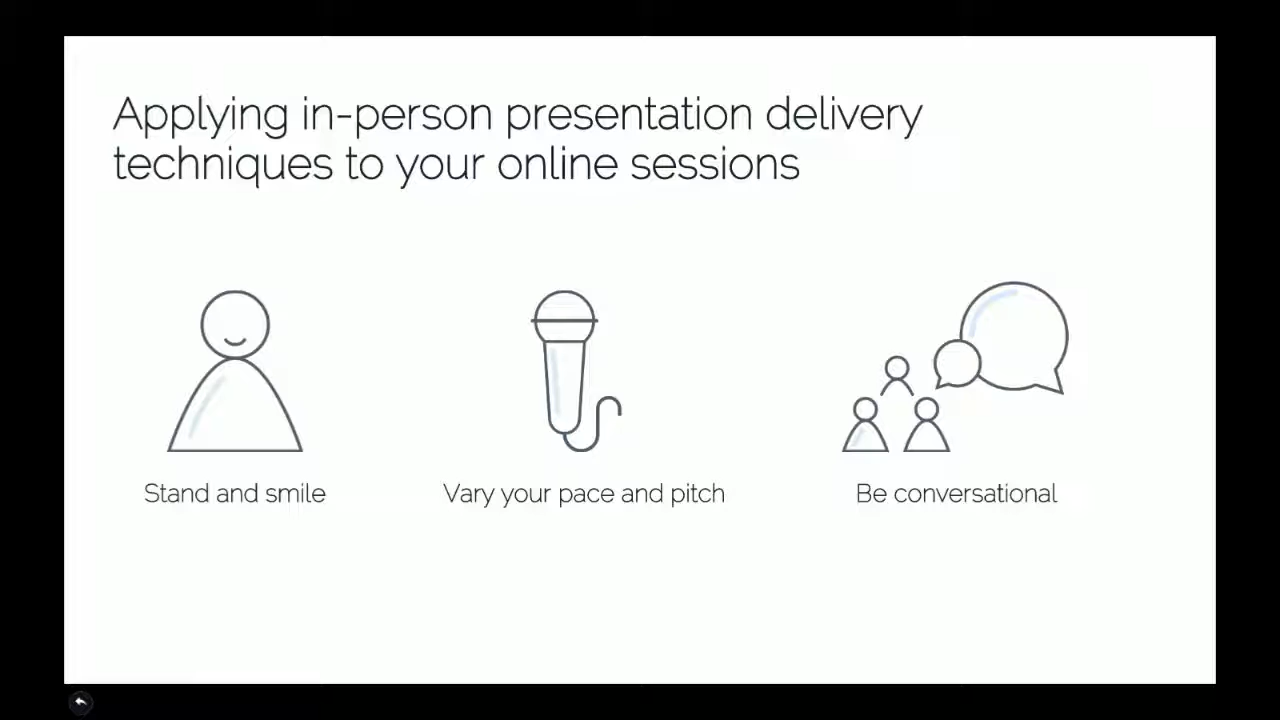 Applying in-person presentation delivery
techniques to your online sessions
Stand and smile
Vary your pace and pitch
Be conversational